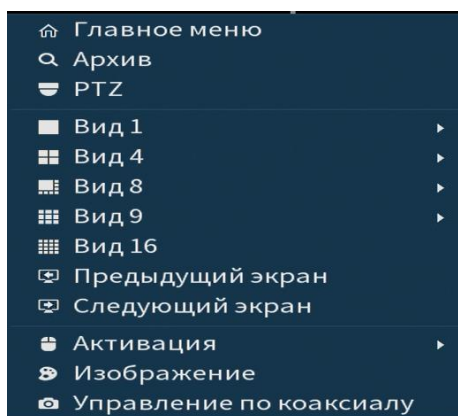 Главное меню
Архив
PTZ
Вид 1
Вид 4
Вид 8
Вид 9
Вид 16
Предыдущий экран
Следующий экран
Активация
Изображение
Управление по коаксиалу